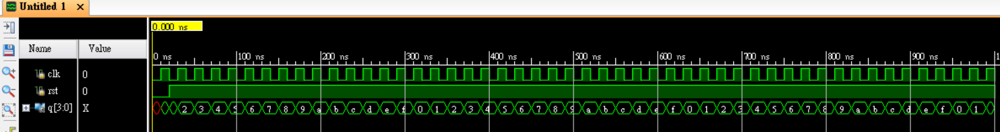 Untitled 1 ×
0.000 ns
Name Value
0 ns 100 ns 200 ns 300 ns 400 ns 500 ns 600 ns 700 ns 800 ns 900 ns 1
clk 0
rst 0
q[3:0] X 2 3 4 5 6 7 8 9 a b c d e f 0 1 2 3 4 5 6 7 8 9 a b c d e f 0 1 2 3 4 5 6 7 8 9 a b c d e f 0 1